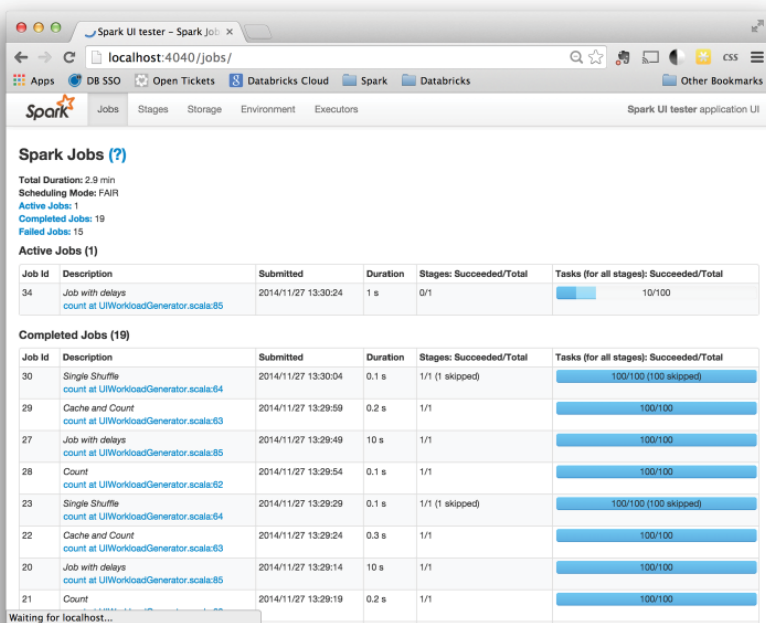 Spark UI tester – Spark Job
localhost:4040/jobs/
CSS
Apps DB SSO Open Tickets Databricks Cloud Spark Databricks Other Bookmarks
Spark Jobs Stages Storage Environment Executors Spark UI tester application UI
Spark Jobs (?)
Total Duration: 2.9 min
Scheduling Mode: FAIR
Active Jobs: 1
Completed Jobs: 19
Failed Jobs: 15
Active Jobs (1)
Job Id Description Submitted Duration Stages: Succeeded/Total Tasks (for all stages): Succeeded/Total
34 Job with delays 2014/11/27 13:30:24 1 s 0/1 10/100
count at UIWorkloadGenerator.scala:85
Completed Jobs (19)
Job Id Description Submitted Duration Stages: Succeeded/Total Tasks (for all stages): Succeeded/Total
30 Single Shuffle 2014/11/27 13:30:04 0.1 s 1/1 (1 skipped) 100/100 (100 skipped)
count at UIWorkloadGenerator.scala:64
29 Cache and Count 2014/11/27 13:29:59 0.2 s 1/1 100/100
count at UIWorkloadGenerator.scala:63
27 Job with delays 2014/11/27 13:29:49 10 s 1/1 100/100
count at UIWorkloadGenerator.scala:85
28 Count 2014/11/27 13:29:54 0.1 s 1/1 100/100
count at UIWorkloadGenerator.scala:62
23 Single Shuffle 2014/11/27 13:29:29 0.1 s 1/1 (1 skipped) 100/100 (100 skipped)
count at UIWorkloadGenerator.scala:64
22 Cache and Count 2014/11/27 13:29:24 0.3 s 1/1 100/100
count at UIWorkloadGenerator.scala:63
20 Job with delays 2014/11/27 13:29:14 10 s 1/1 100/100
count at UIWorkloadGenerator.scala:85
21 Count 2014/11/27 13:29:19 0.2 s 1/1 100/100
Waiting for localhost...